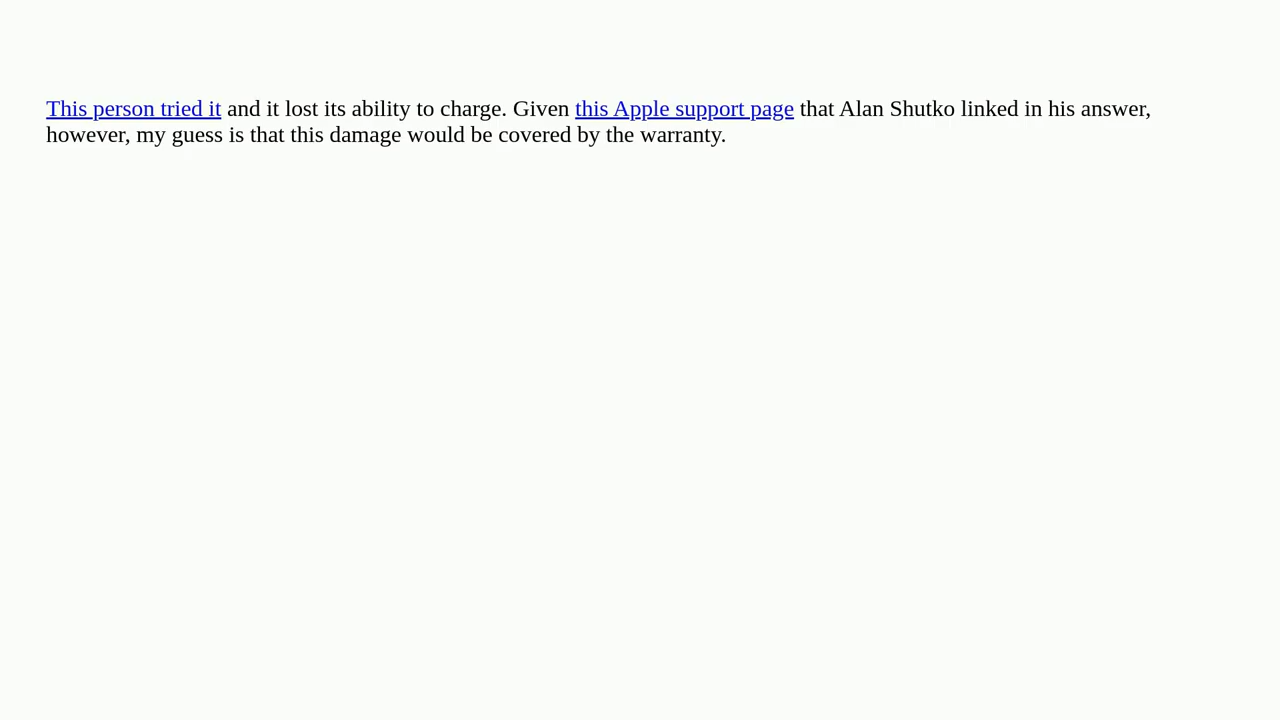 This person tried it and it lost its ability to charge. Given this Apple support page that Alan Shutko linked in his answer,
however, my guess is that this damage would be covered by the warranty.